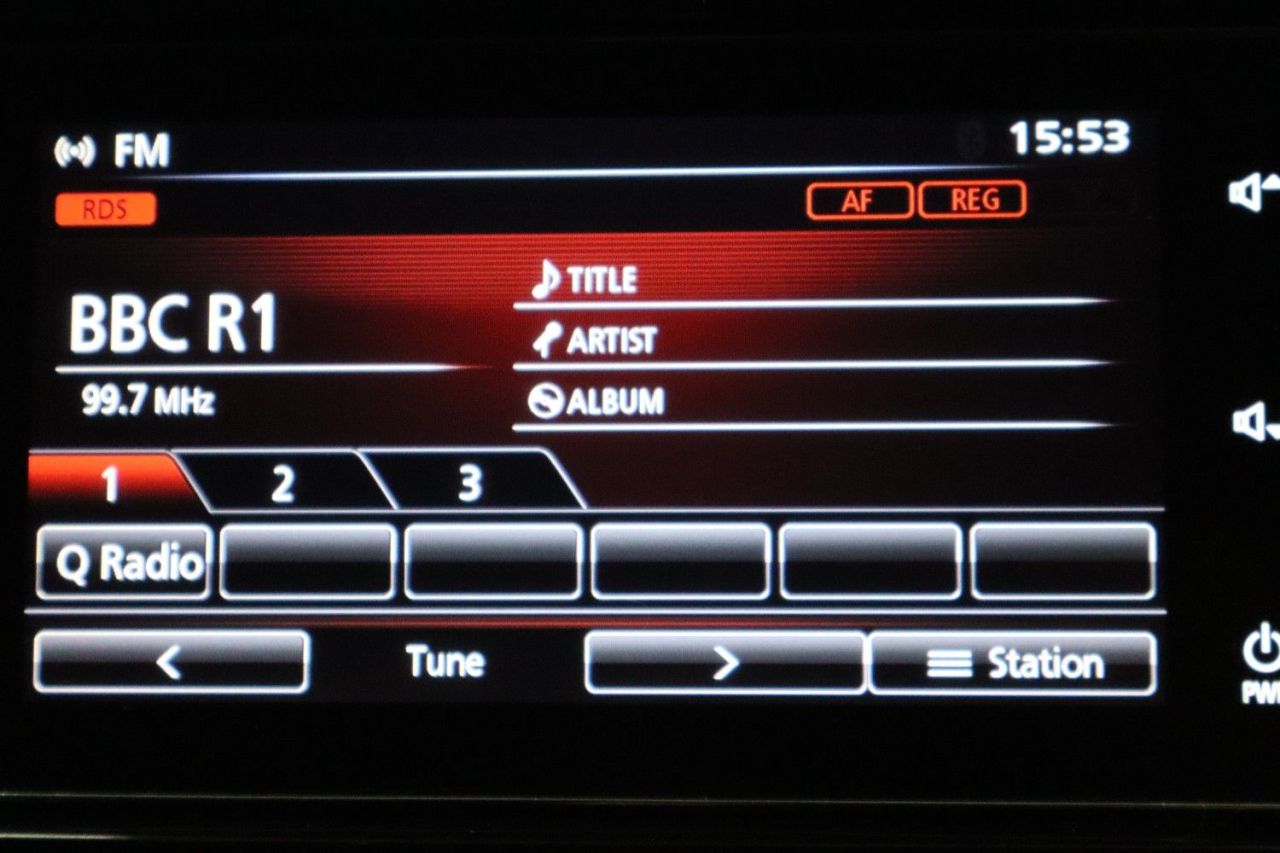 FM 15:53
RDS AF REG
TITLE
BBC R1
ARTIST
99.7 MHz
ALBUM
1 2 3
Q Radio
< Tune > Station